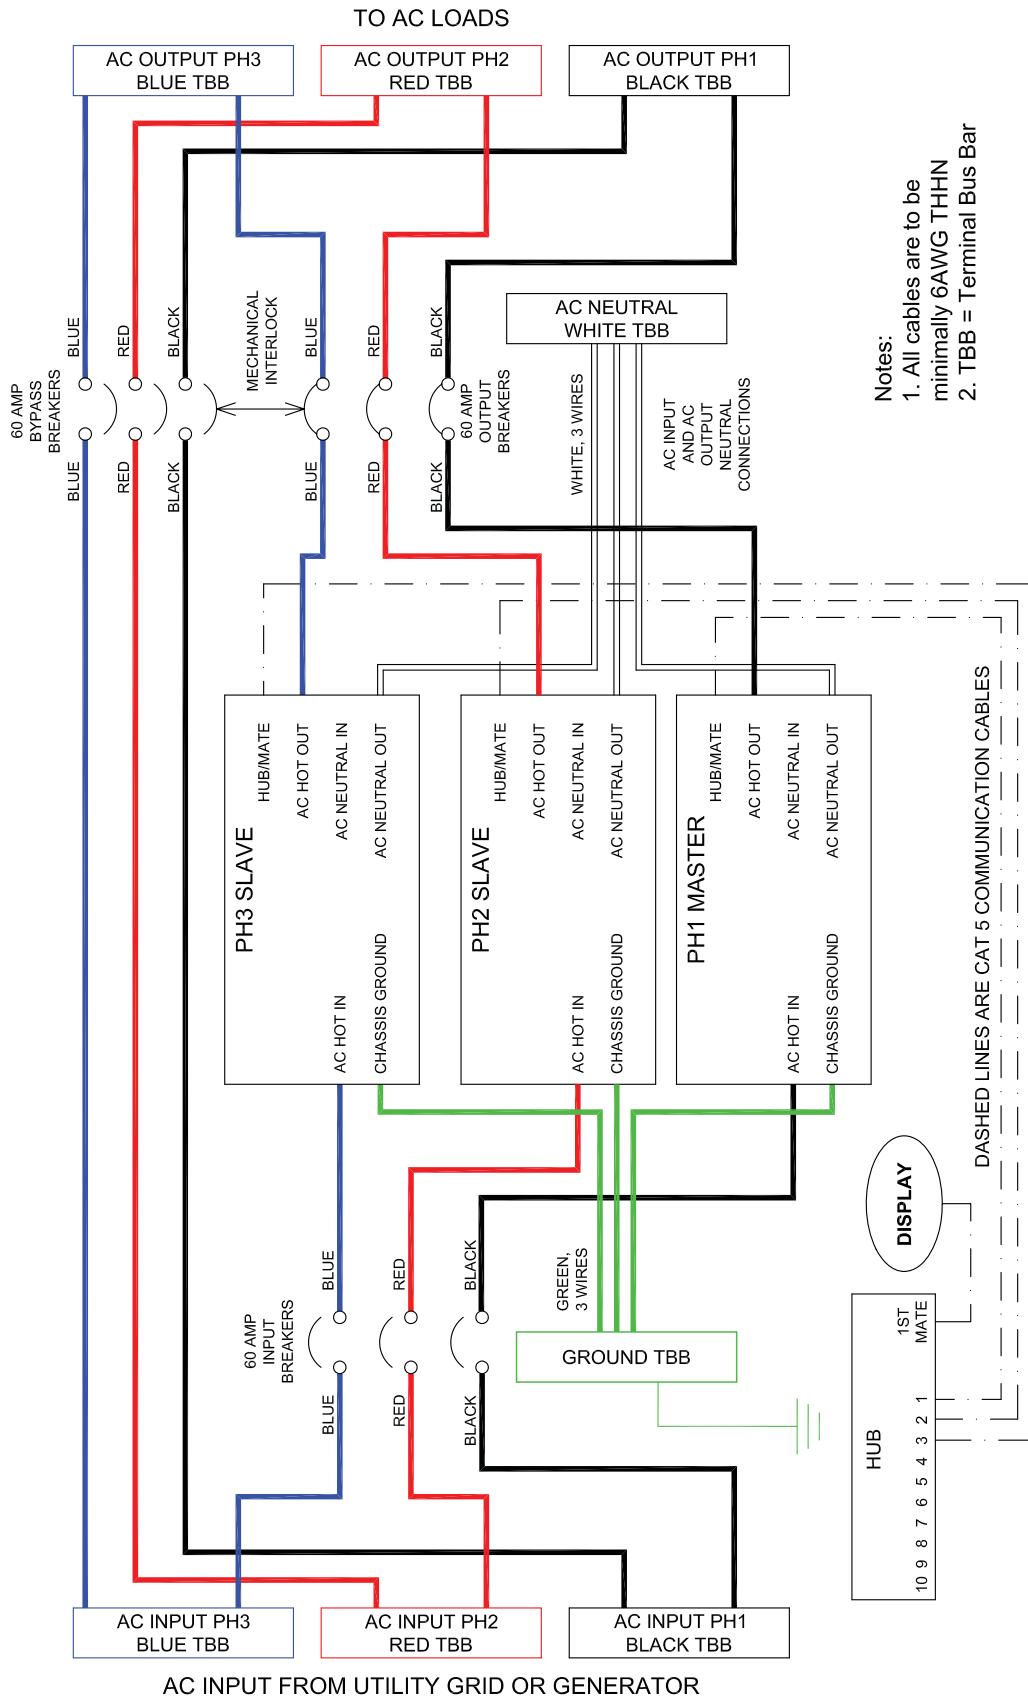 TO AC LOADS
AC OUTPUT PH3
BLUE TBB
AC OUTPUT PH2
RED TBB
AC OUTPUT PH1
BLACK TBB
Notes:
1. All cables are to be
minimally 6AWG THHN
2. TBB = Terminal Bus Bar
AC NEUTRAL
WHITE TBB
BLUE
RED
BLACK
MECHANICAL
INTERLOCK
BLUE
RED
BLACK
60 AMP
BYPASS
BREAKERS
60 AMP
OUTPUT
BREAKERS
BLUE
RED
BLACK
BLUE
RED
BLACK
WHITE, 3 WIRES
AC INPUT
AND AC
OUTPUT
NEUTRAL
CONNECTIONS
PH3 SLAVE
HUB/MATE
AC HOT OUT
AC NEUTRAL IN
AC NEUTRAL OUT
AC HOT IN
CHASSIS GROUND
PH2 SLAVE
HUB/MATE
AC HOT OUT
AC NEUTRAL IN
AC NEUTRAL OUT
AC HOT IN
CHASSIS GROUND
PH1 MASTER
HUB/MATE
AC HOT OUT
AC NEUTRAL IN
AC NEUTRAL OUT
AC HOT IN
CHASSIS GROUND
DASHED LINES ARE CAT 5 COMMUNICATION CABLES
DISPLAY
BLUE
RED
BLACK
GREEN,
3 WIRES
60 AMP
INPUT
BREAKERS
BLUE
RED
BLACK
GROUND TBB
HUB
1ST
MATE
10 9 8 7 6 5 4 3 2 1
AC INPUT PH3
BLUE TBB
AC INPUT PH2
RED TBB
AC INPUT PH1
BLACK TBB
AC INPUT FROM UTILITY GRID OR GENERATOR